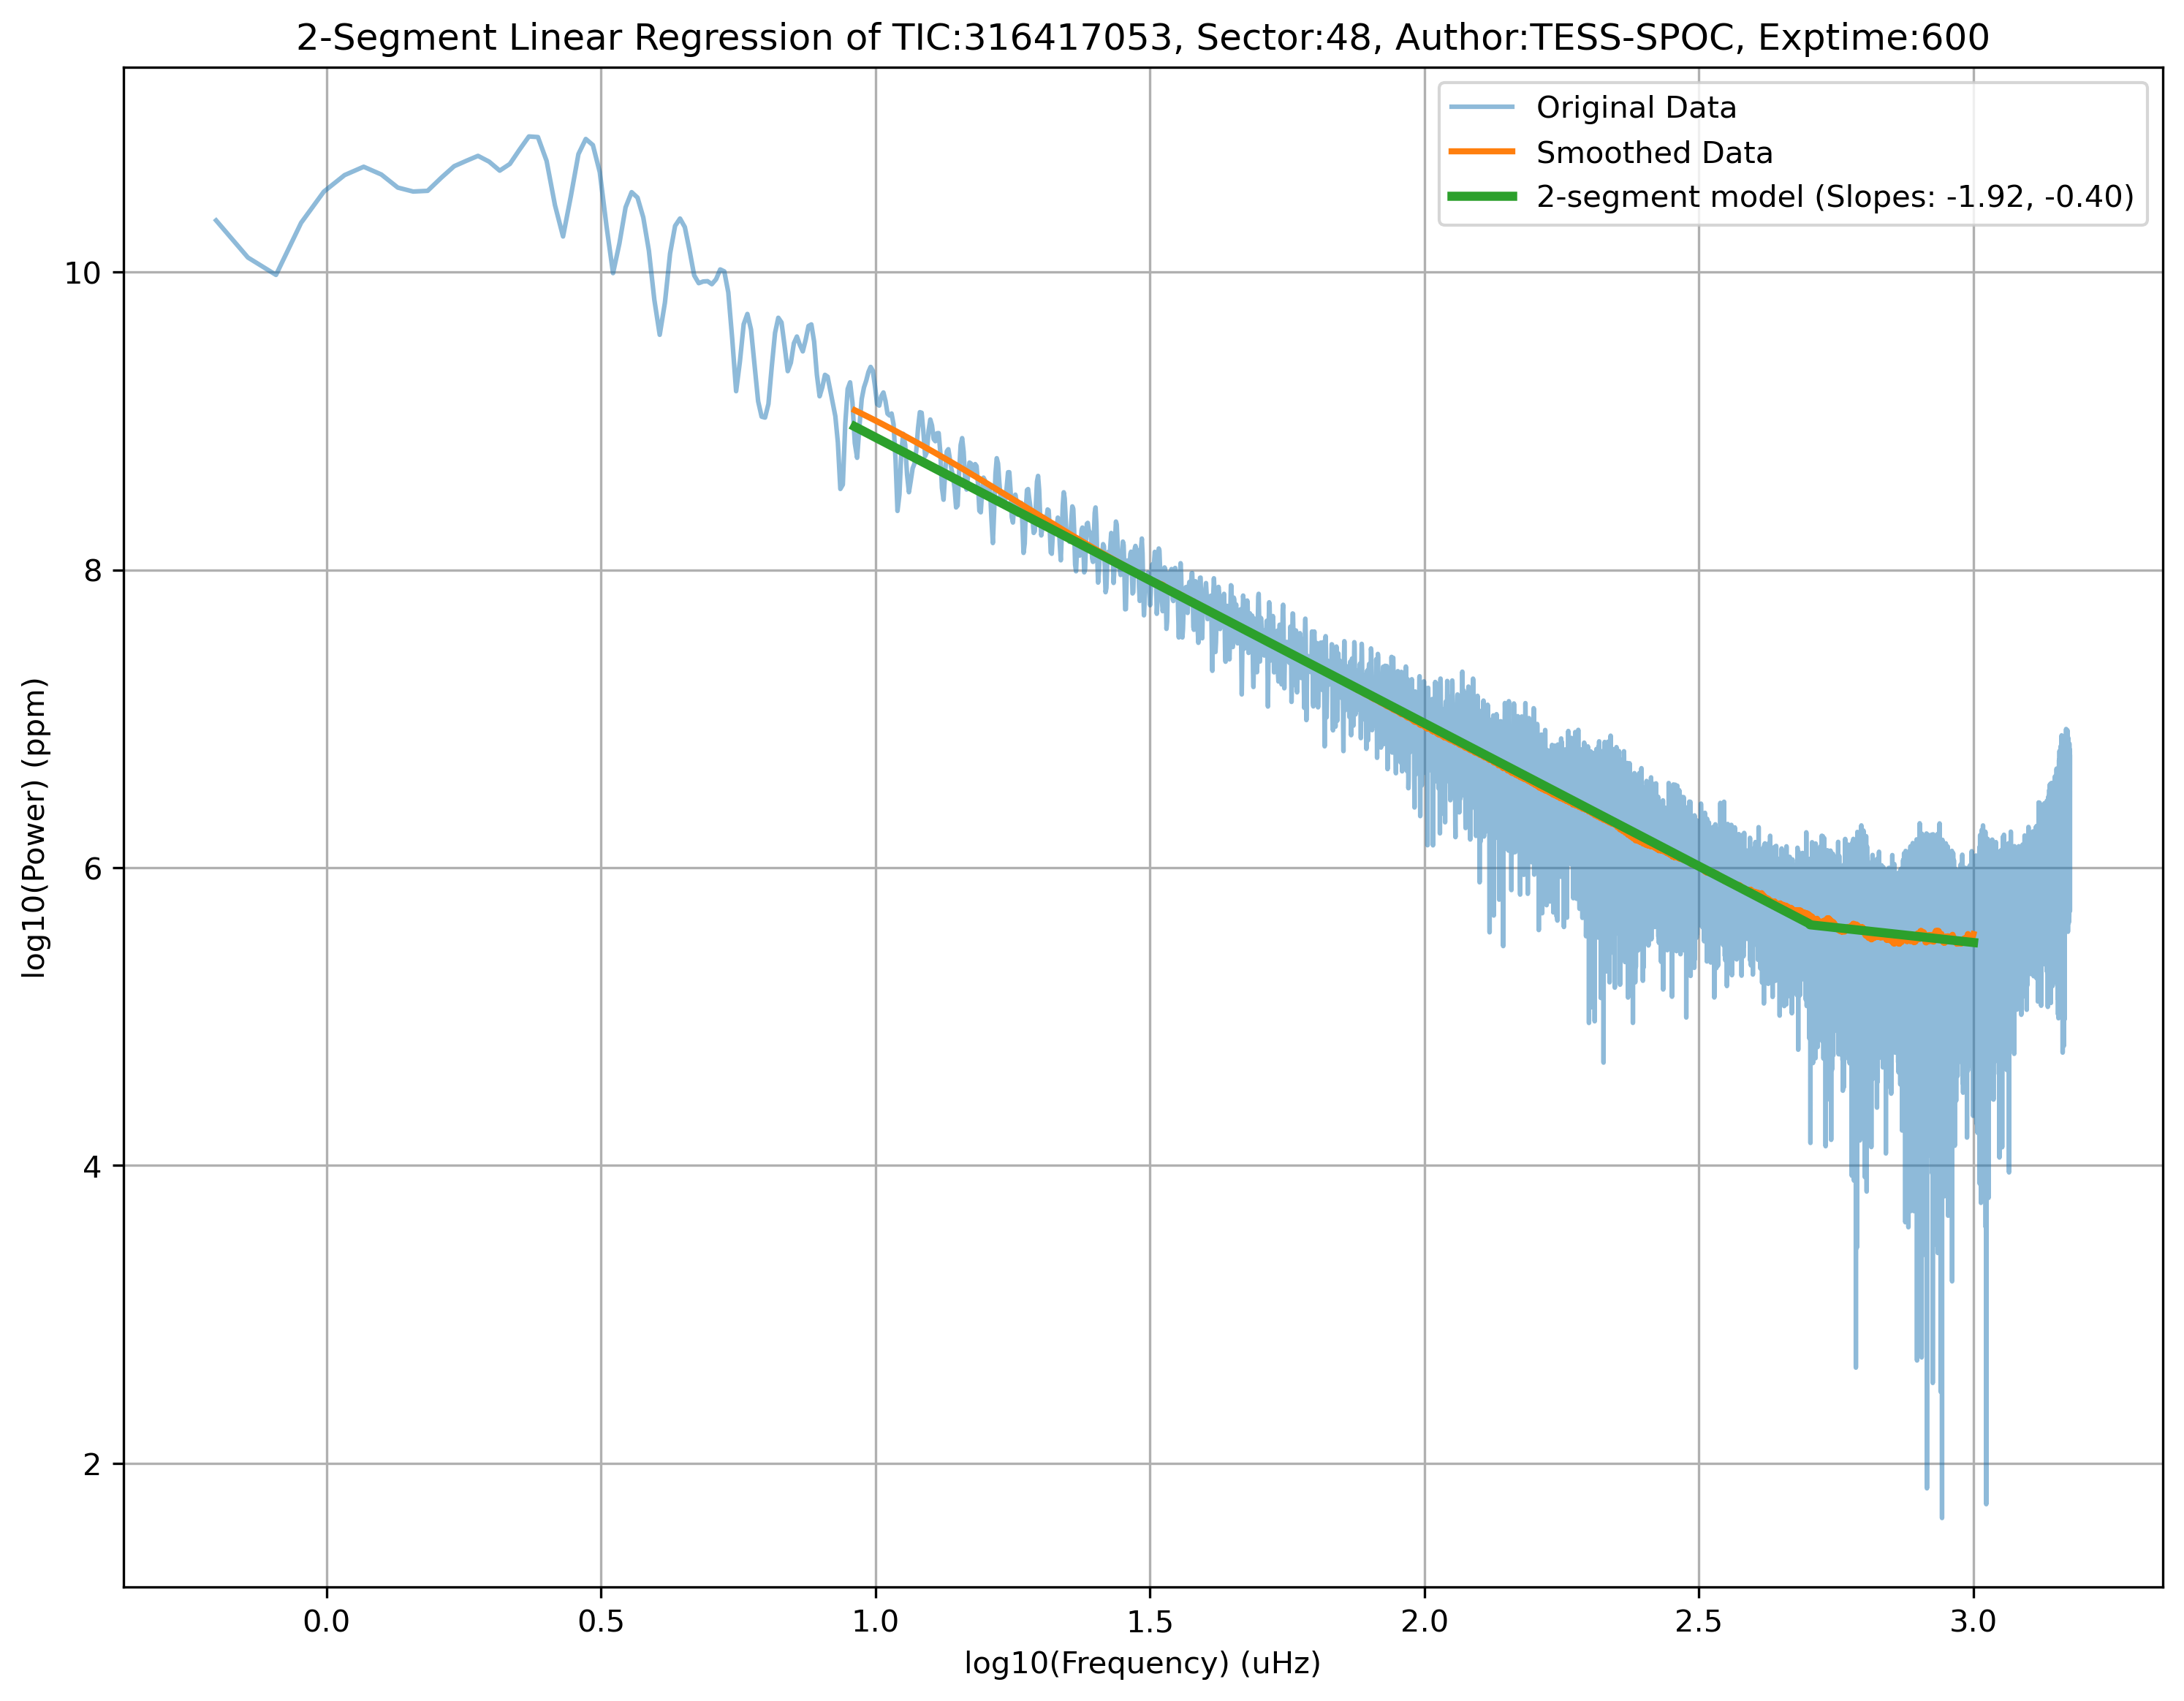 2-Segment Linear Regression of TIC:316417053, Sector:48, Author:TESS-SPOC, Exptime:600
Original Data
Smoothed Data
2-segment model (Slopes: -1.92, -0.40)
log10(Power) (ppm)
10
8
6
4
2
0.0 0.5 1.0 1.5 2.0 2.5 3.0
log10(Frequency) (uHz)